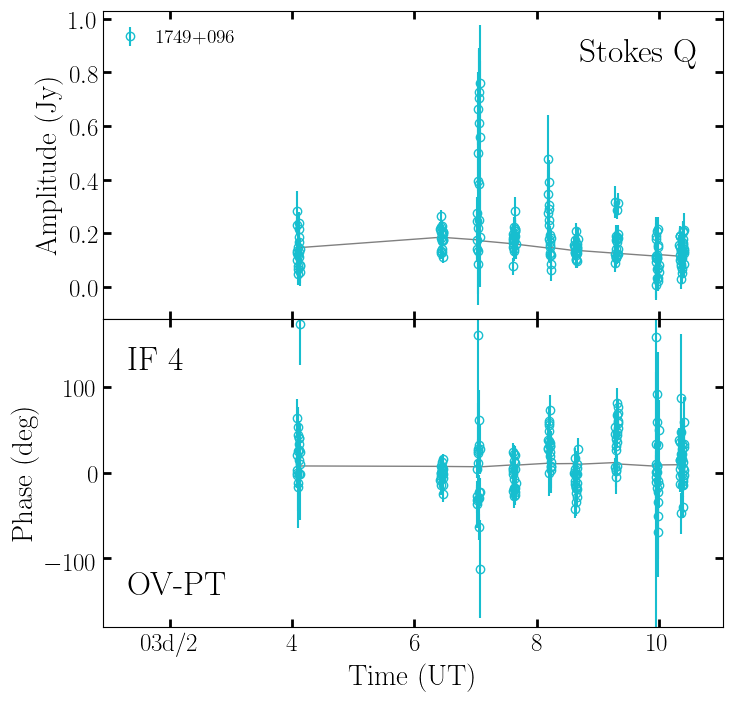 1749+096
Stokes Q
Amplitude (Jy)
1.0
0.8
0.6
0.4
0.2
0.0
IF 4
OV-PT
Phase (deg)
100
0
−100
03d/2
4
6
8
10
Time (UT)